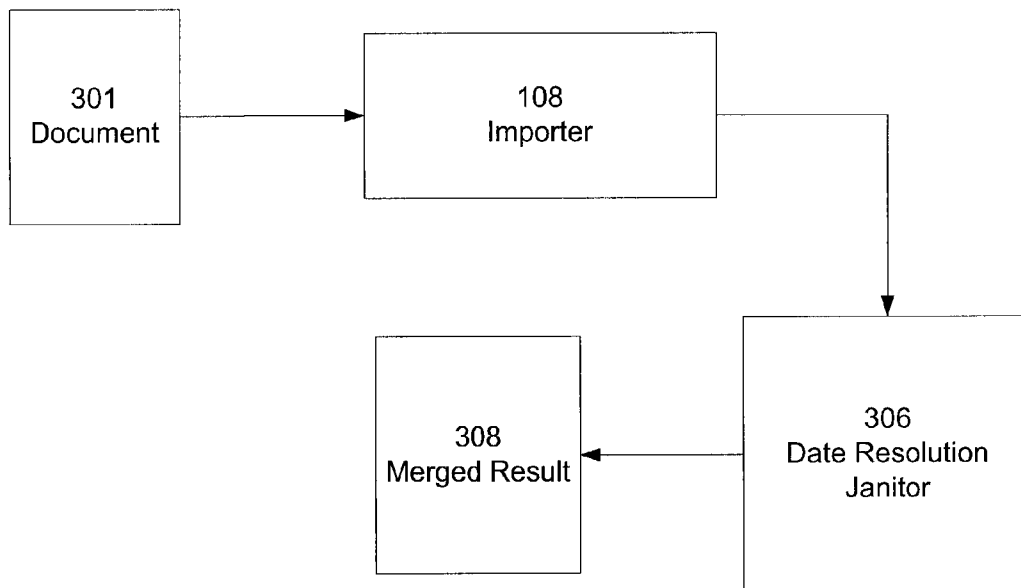 301
Document
108
Importer
306
Date Resolution
Janitor
308
Merged Result